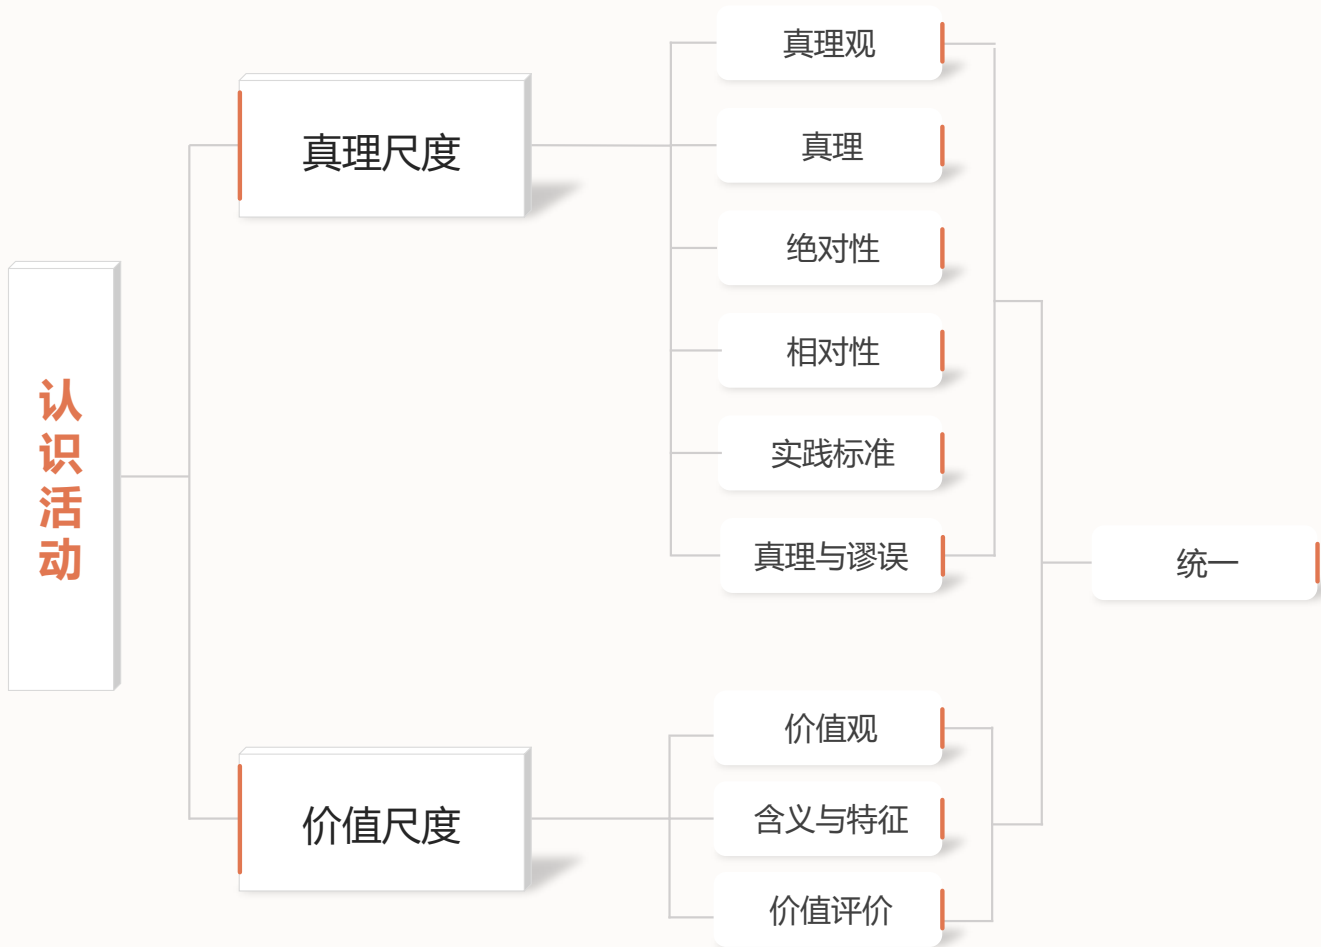 认识活动
真理尺度
真理观
真理
绝对性
相对性
实践标准
真理与谬误
价值尺度
价值观
含义与特征
价值评价
统一